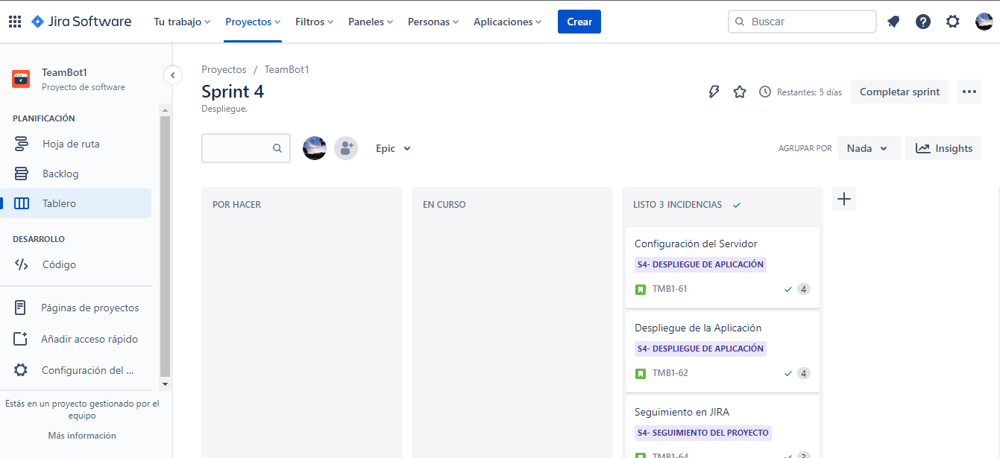 Jira Software
Tu trabajo
Proyectos
Filtros
Paneles
Personas
Aplicaciones
Crear
Buscar
TeamBot1
Proyecto de software
PLANIFICACIÓN
Hoja de ruta
Backlog
Tablero
DESARROLLO
Código
Páginas de proyectos
Añadir acceso rápido
Configuración del ...
Estás en un proyecto gestionado por el
equipo
Más información
Proyectos / TeamBot1
Sprint 4
Despliegue.
Restantes: 5 días
Completar sprint
Epic
AGRUPAR POR
Nada
Insights
POR HACER
EN CURSO
LISTO 3 INCIDENCIAS
Configuración del Servidor
S4- DESPLIEGUE DE APLICACIÓN
TMB1-61
4
Despliegue de la Aplicación
S4- DESPLIEGUE DE APLICACIÓN
TMB1-62
4
Seguimiento en JIRA
S4- SEGUIMIENTO DEL PROYECTO
TMB1-64